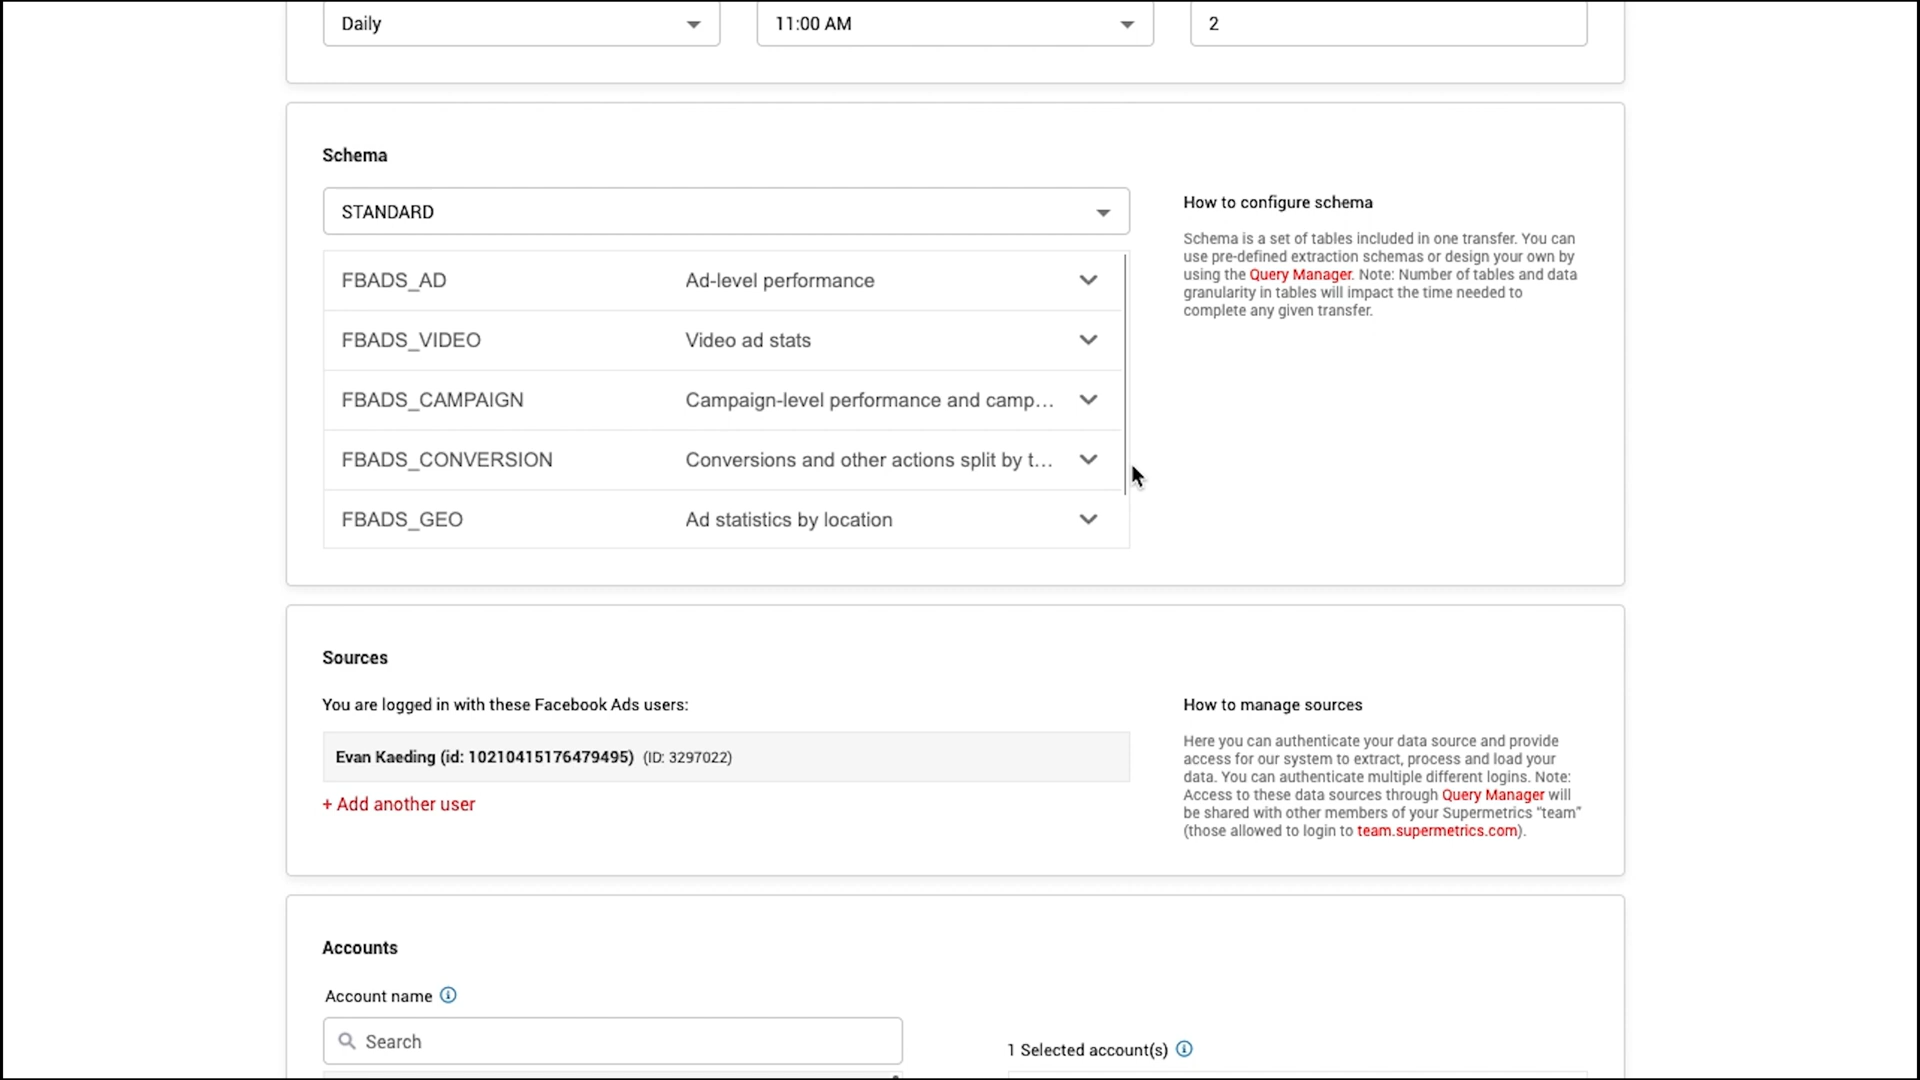 Daily
11:00 AM
2
Schema
STANDARD
How to configure schema
Schema is a set of tables included in one transfer. You can
use pre-defined extraction schemas or design your own by
using the Query Manager. Note: Number of tables and data
granularity in tables will impact the time needed to
complete any given transfer.
FBADS_AD Ad-level performance
FBADS_VIDEO Video ad stats
FBADS_CAMPAIGN Campaign-level performance and camp...
FBADS_CONVERSION Conversions and other actions split by t...
FBADS_GEO Ad statistics by location
Sources
You are logged in with these Facebook Ads users:
Evan Kaeding (id: 10210415176479495) (ID: 3297022)
+ Add another user
How to manage sources
Here you can authenticate your data source and provide
access for our system to extract, process and load your
data. You can authenticate multiple different logins. Note:
Access to these data sources through Query Manager will
be shared with other members of your Supermetrics "team"
(those allowed to login to team.supermetrics.com).
Accounts
Account name
Search
1 Selected account(s)